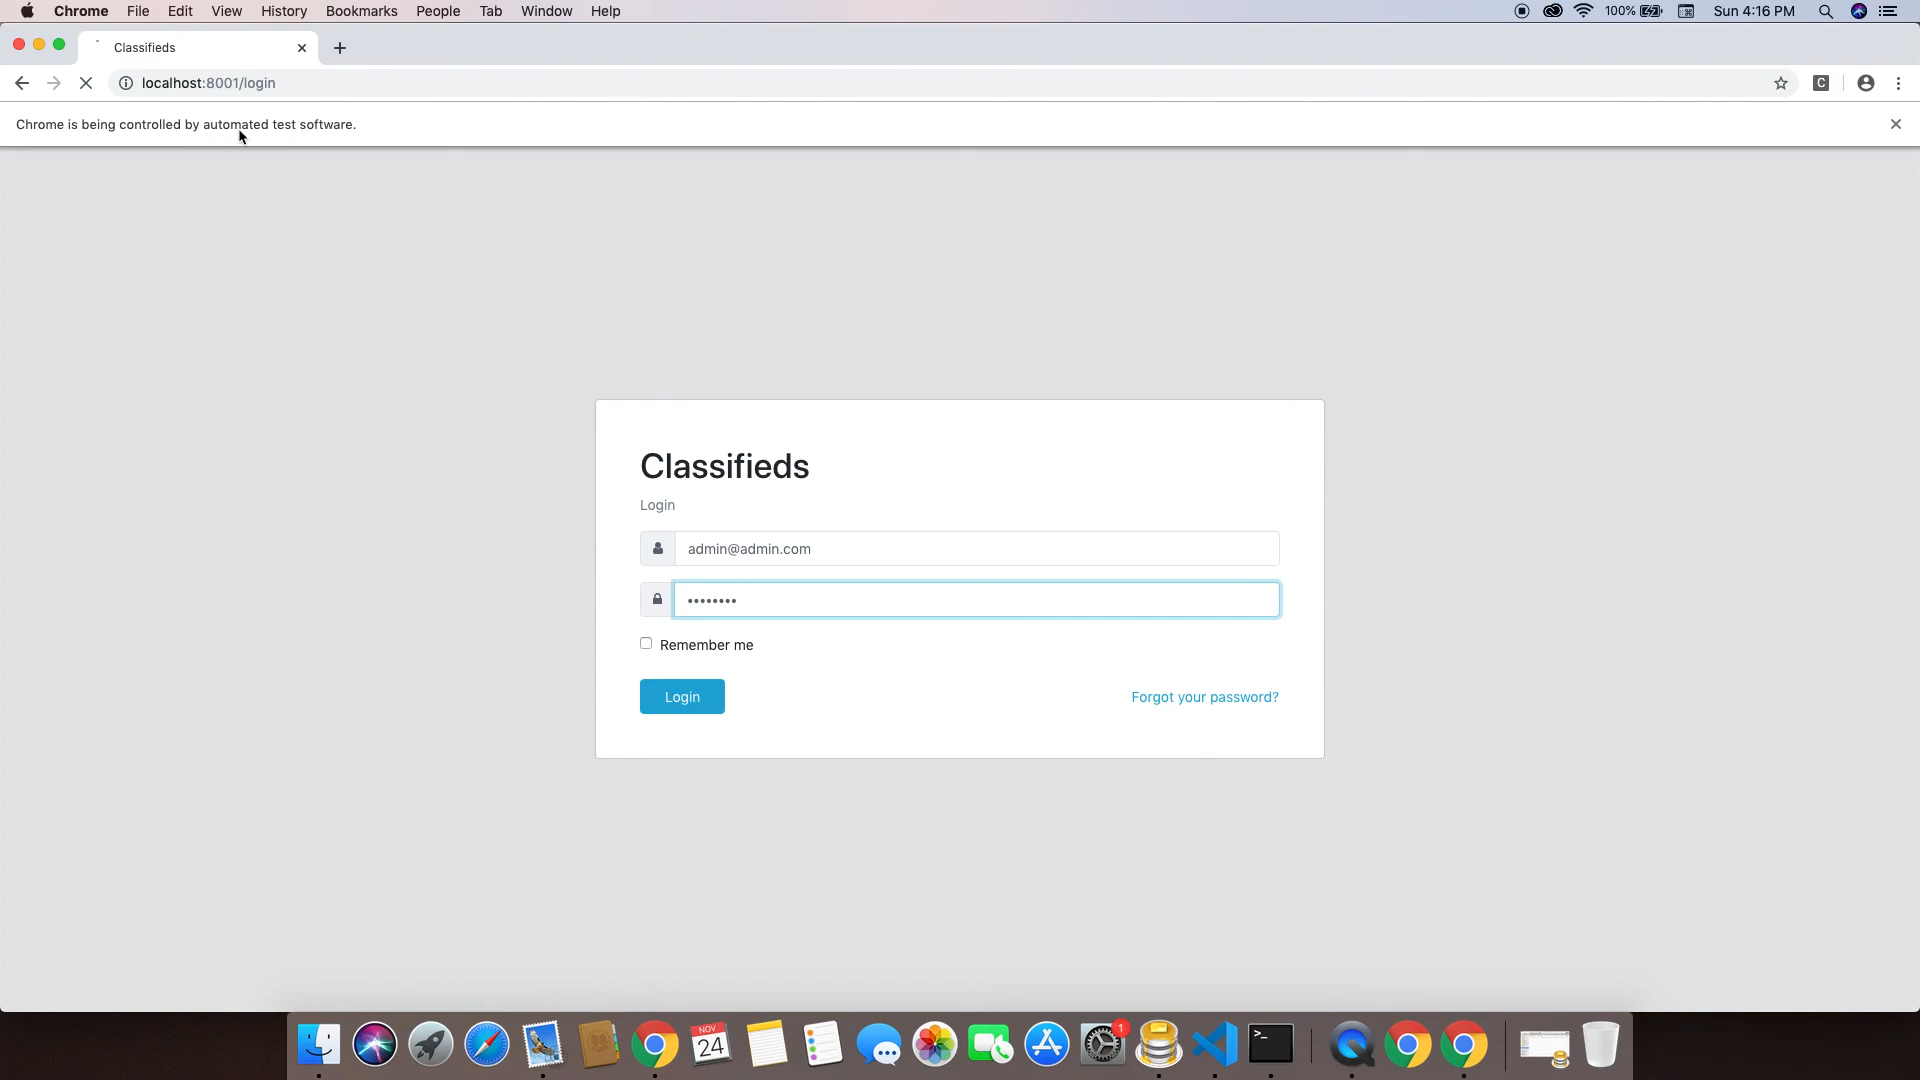 Chrome File Edit View History Bookmarks People Tab Window Help 100% Sun 4:16 PM
Classifieds
localhost:8001/login
C
Chrome is being controlled by automated test software.
Classifieds
Login
admin@admin.com
••••••••
Remember me
Login Forgot your password?
NOV
24
1
>_